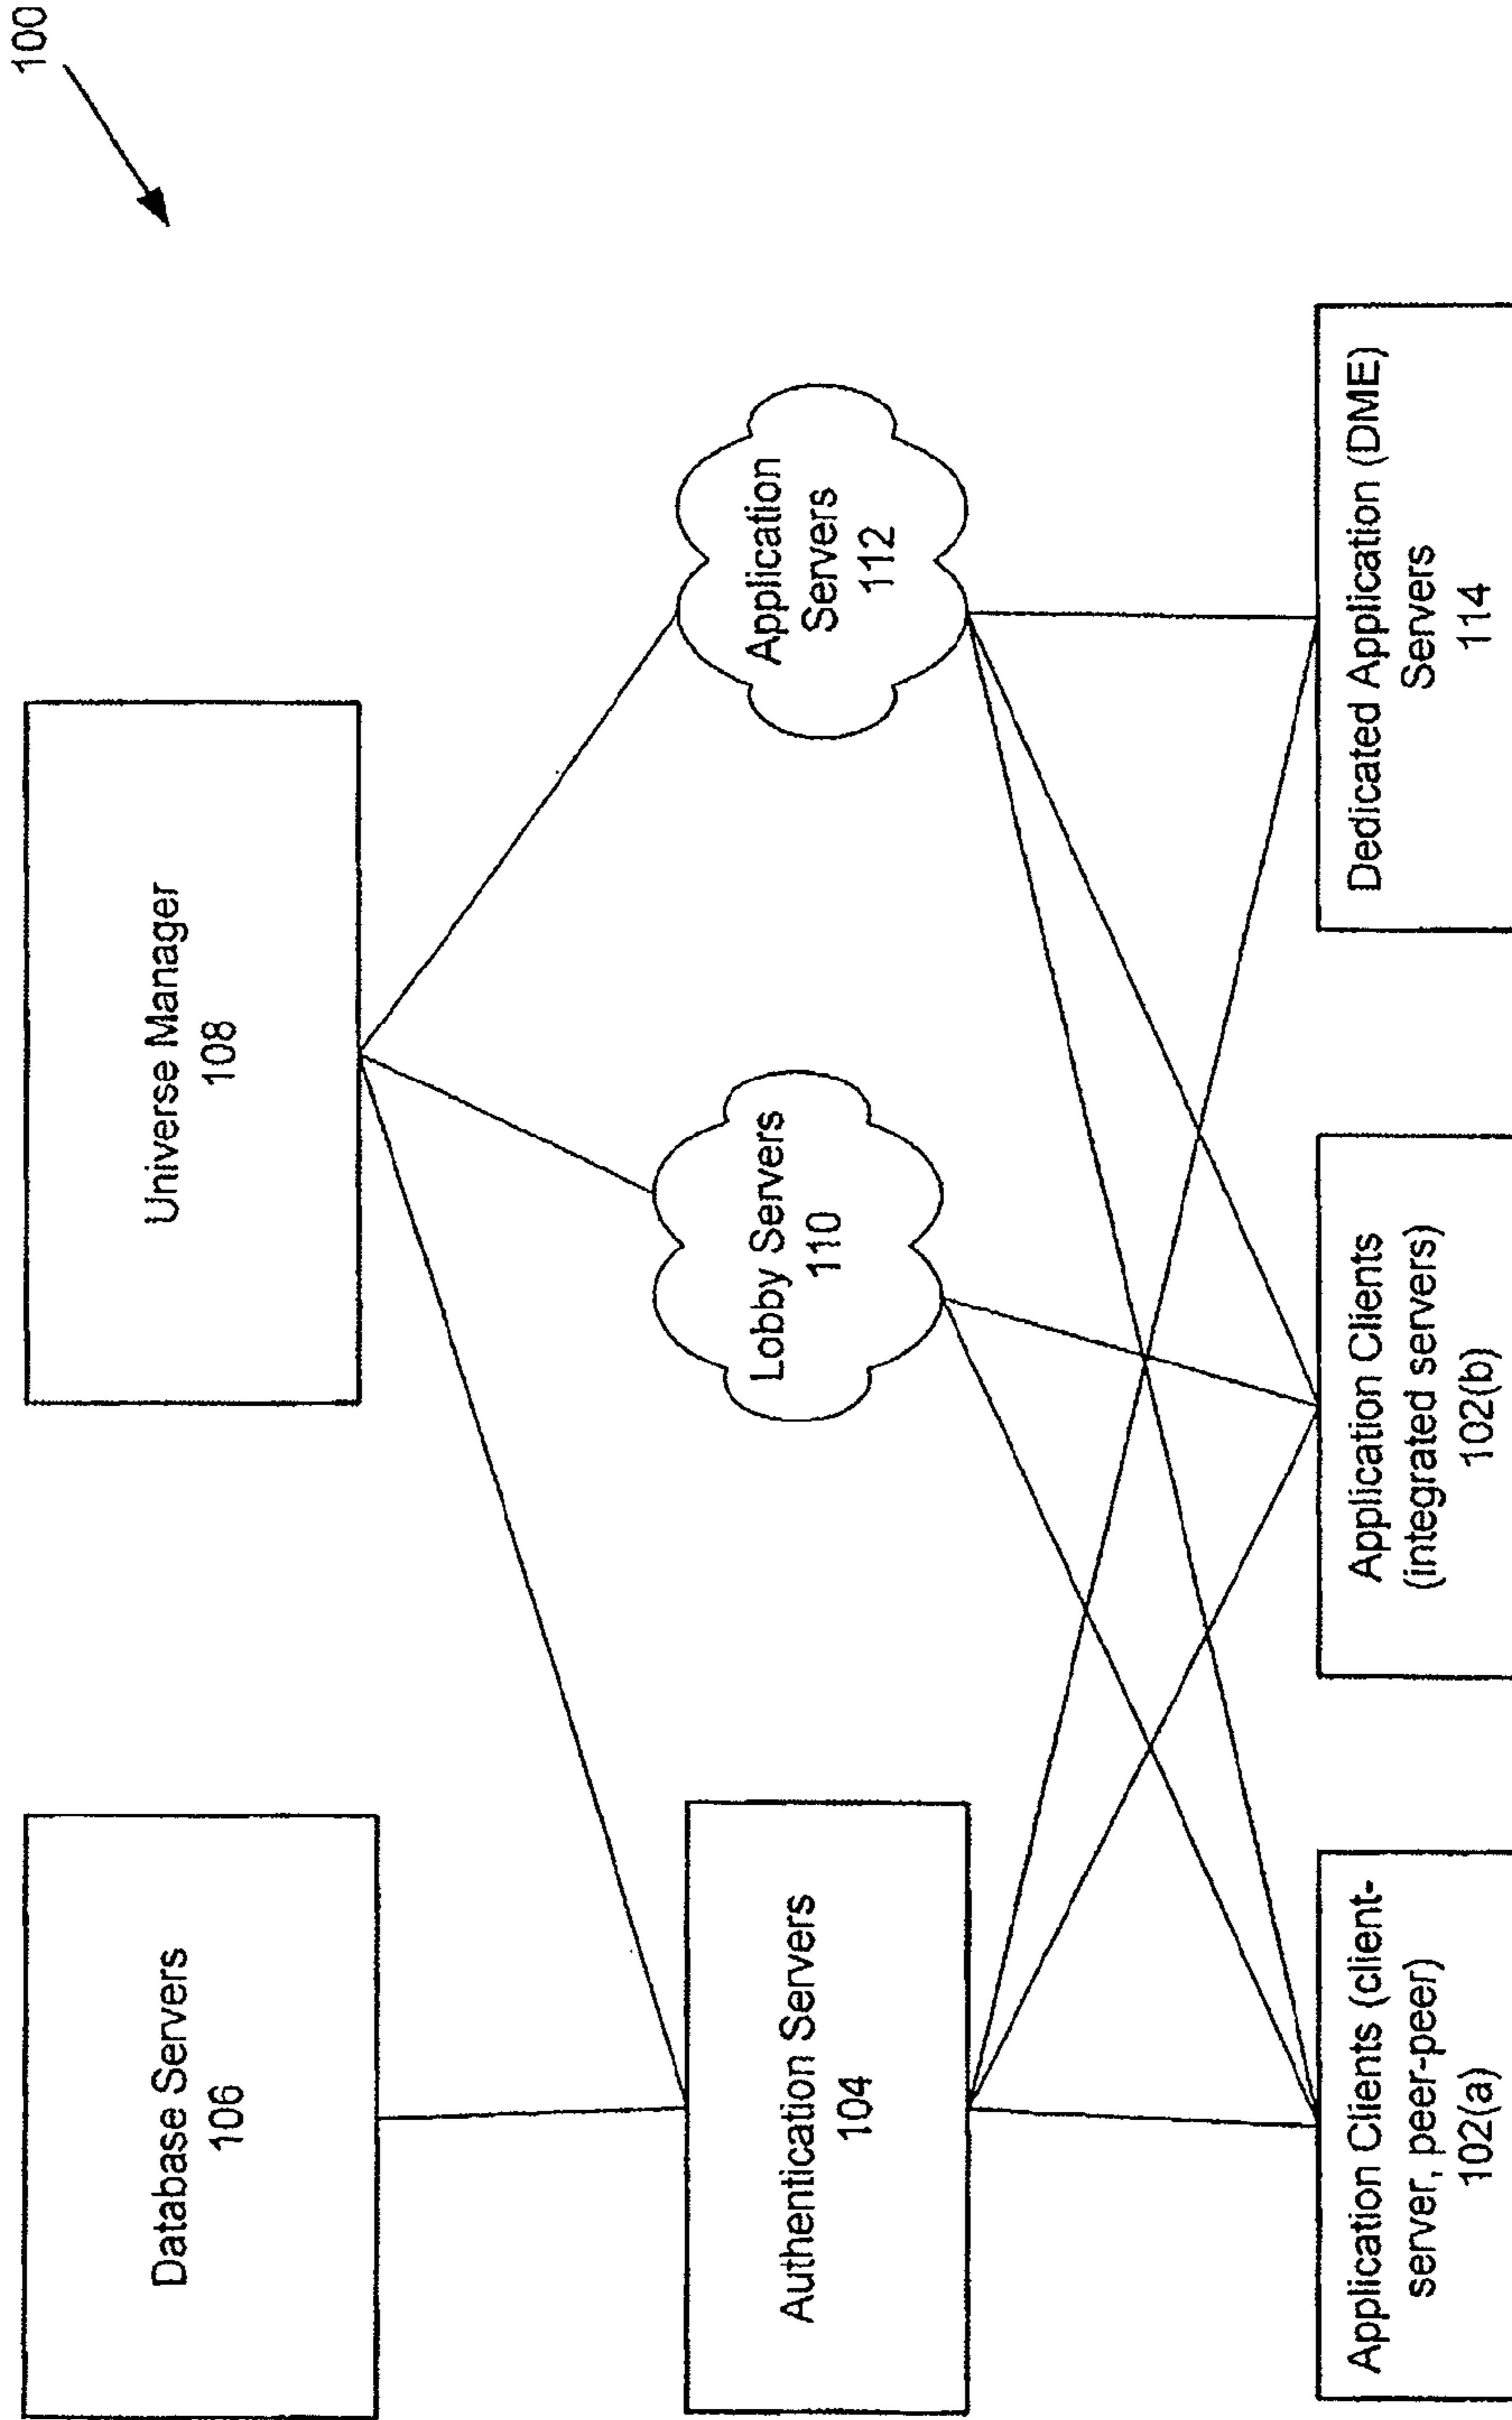 100
Database Servers
106
Universe Manager
108
Authentication Servers
104
Lobby Servers
110
Application
Servers
112
Application Clients (client-
server, peer-peer)
102(a)
Application Clients
(integrated servers)
102(b)
Dedicated Application (DME)
Servers
114